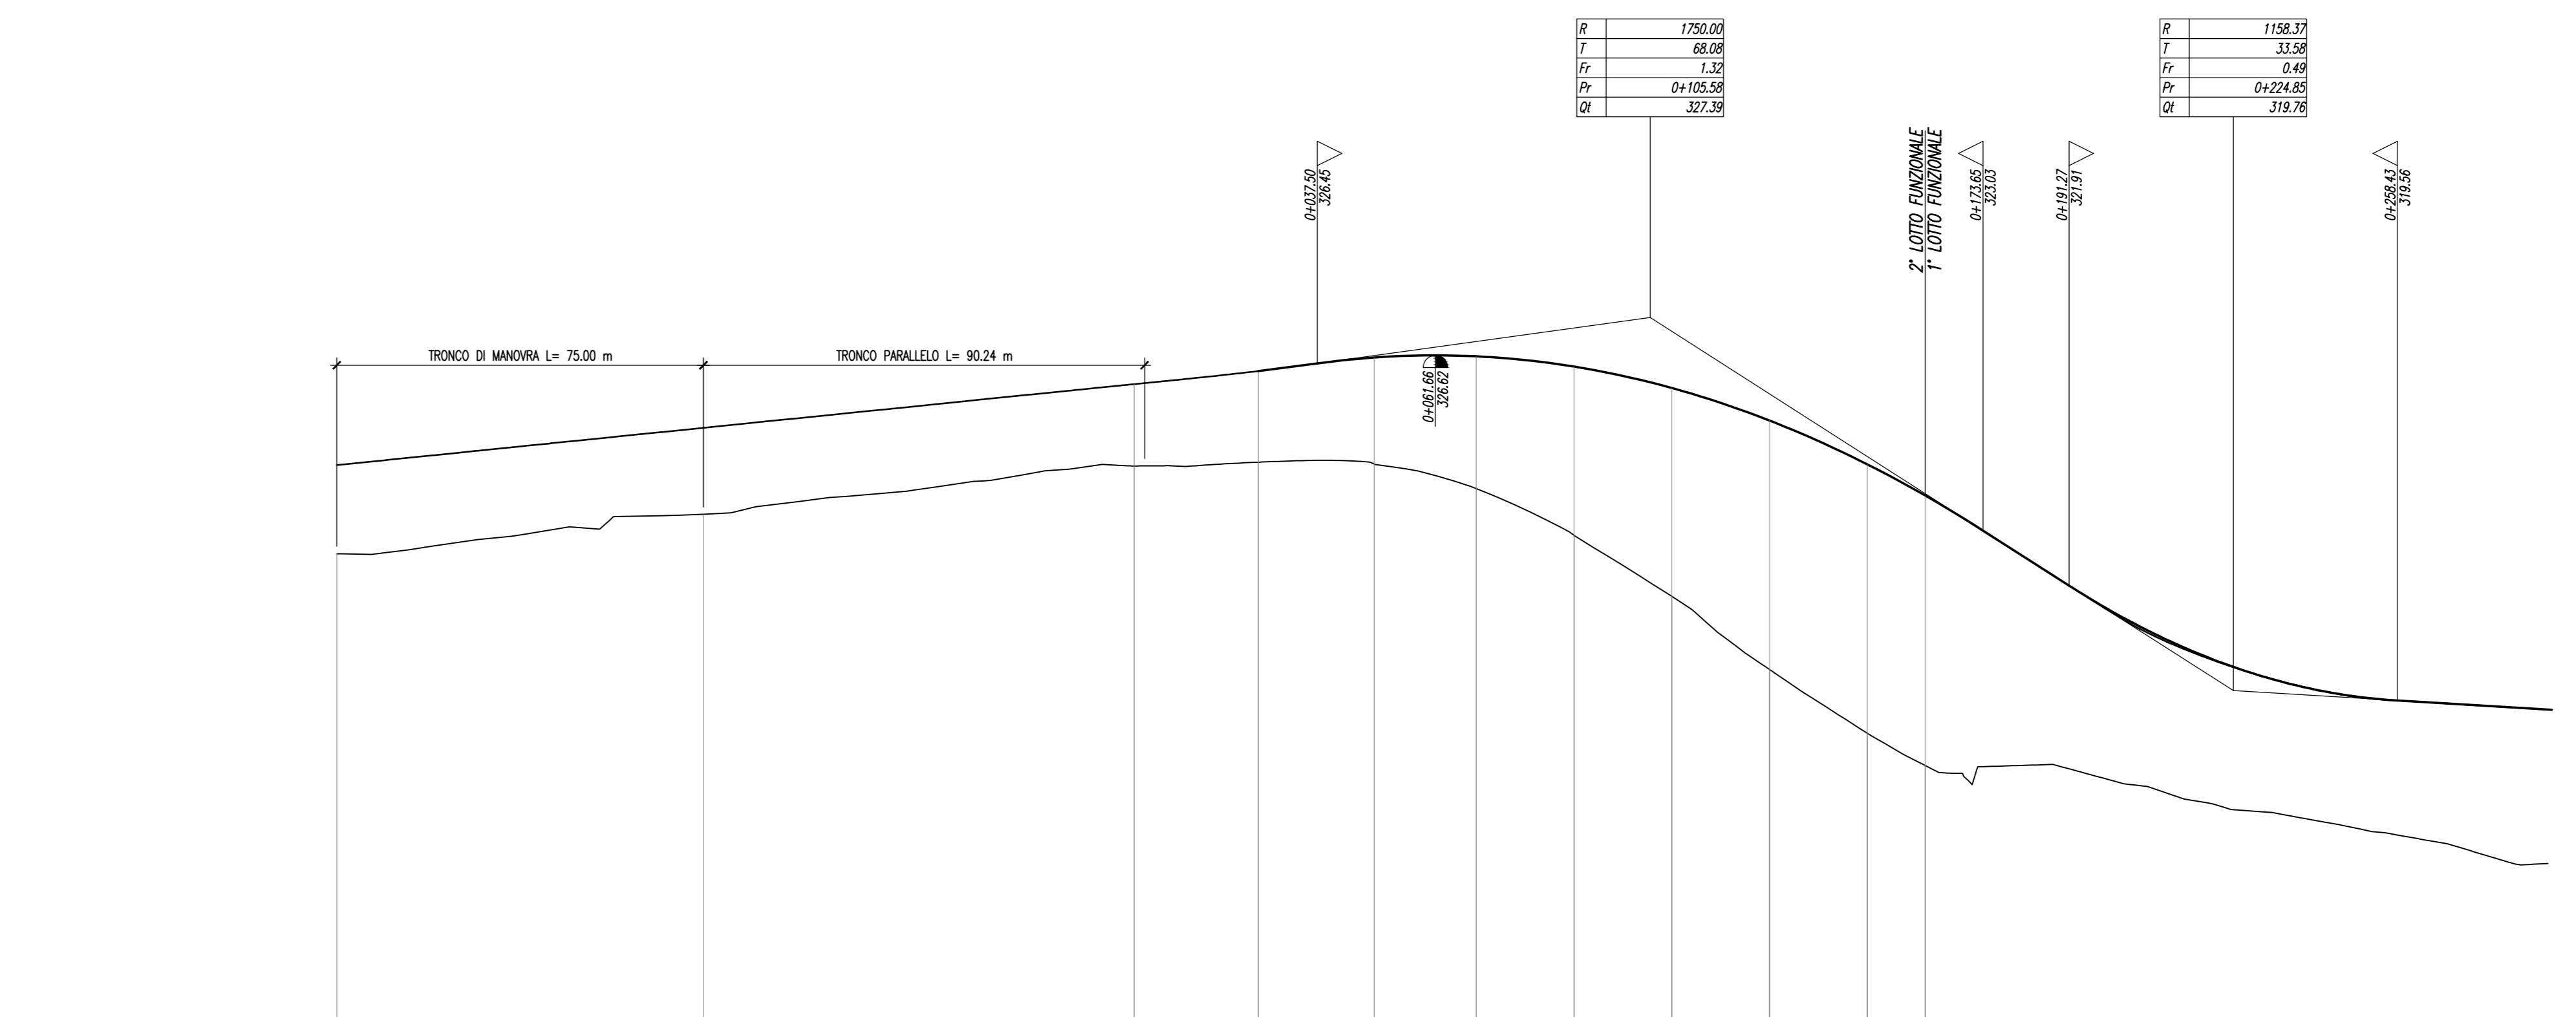 R 1750.00
T 68.08
Fr 1.32
Pr 0+105.58
Qt 327.39
R 1158.37
T 33.58
Fr 0.49
Pr 0+224.85
Qt 319.76
0+037.50
326.45
2° LOTTO FUNZIONALE
1° LOTTO FUNZIONALE
0+173.65
323.03
0+191.27
321.91
0+258.43
319.56
TRONCO DI MANOVRA L= 75.00 m
TRONCO PARALLELO L= 90.24 m
0+061.66
326.62